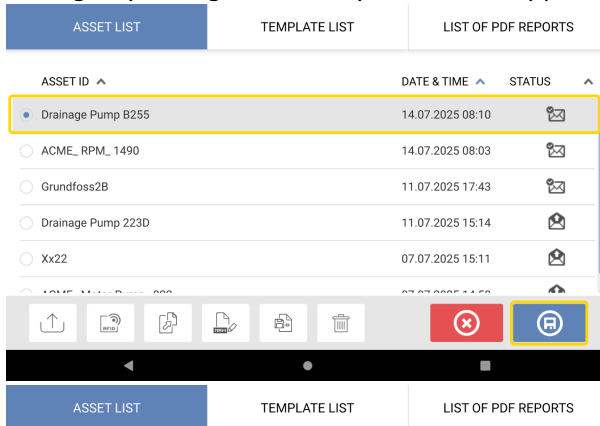 ASSET LIST TEMPLATE LIST LIST OF PDF REPORTS
ASSET ID DATE & TIME STATUS
Drainage Pump B255 14.07.2025 08:10
ACME_ RPM_ 1490 14.07.2025 08:03
Grundfoss2B 11.07.2025 17:43
Drainage Pump 223D 11.07.2025 15:14
Xx22 07.07.2025 15:11
RFID
ASSET LIST TEMPLATE LIST LIST OF PDF REPORTS